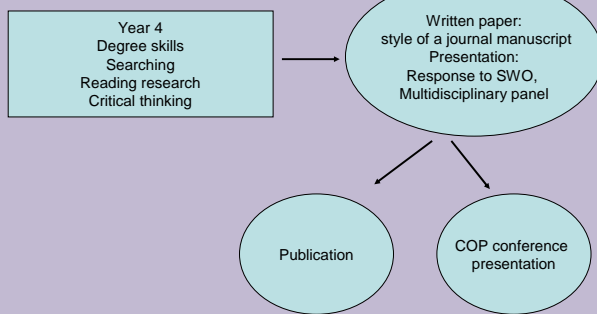 Year 4
Degree skills
Searching
Reading research
Critical thinking
Written paper:
style of a journal manuscript
Presentation:
Response to SWO,
Multidisciplinary panel
Publication
COP conference
presentation